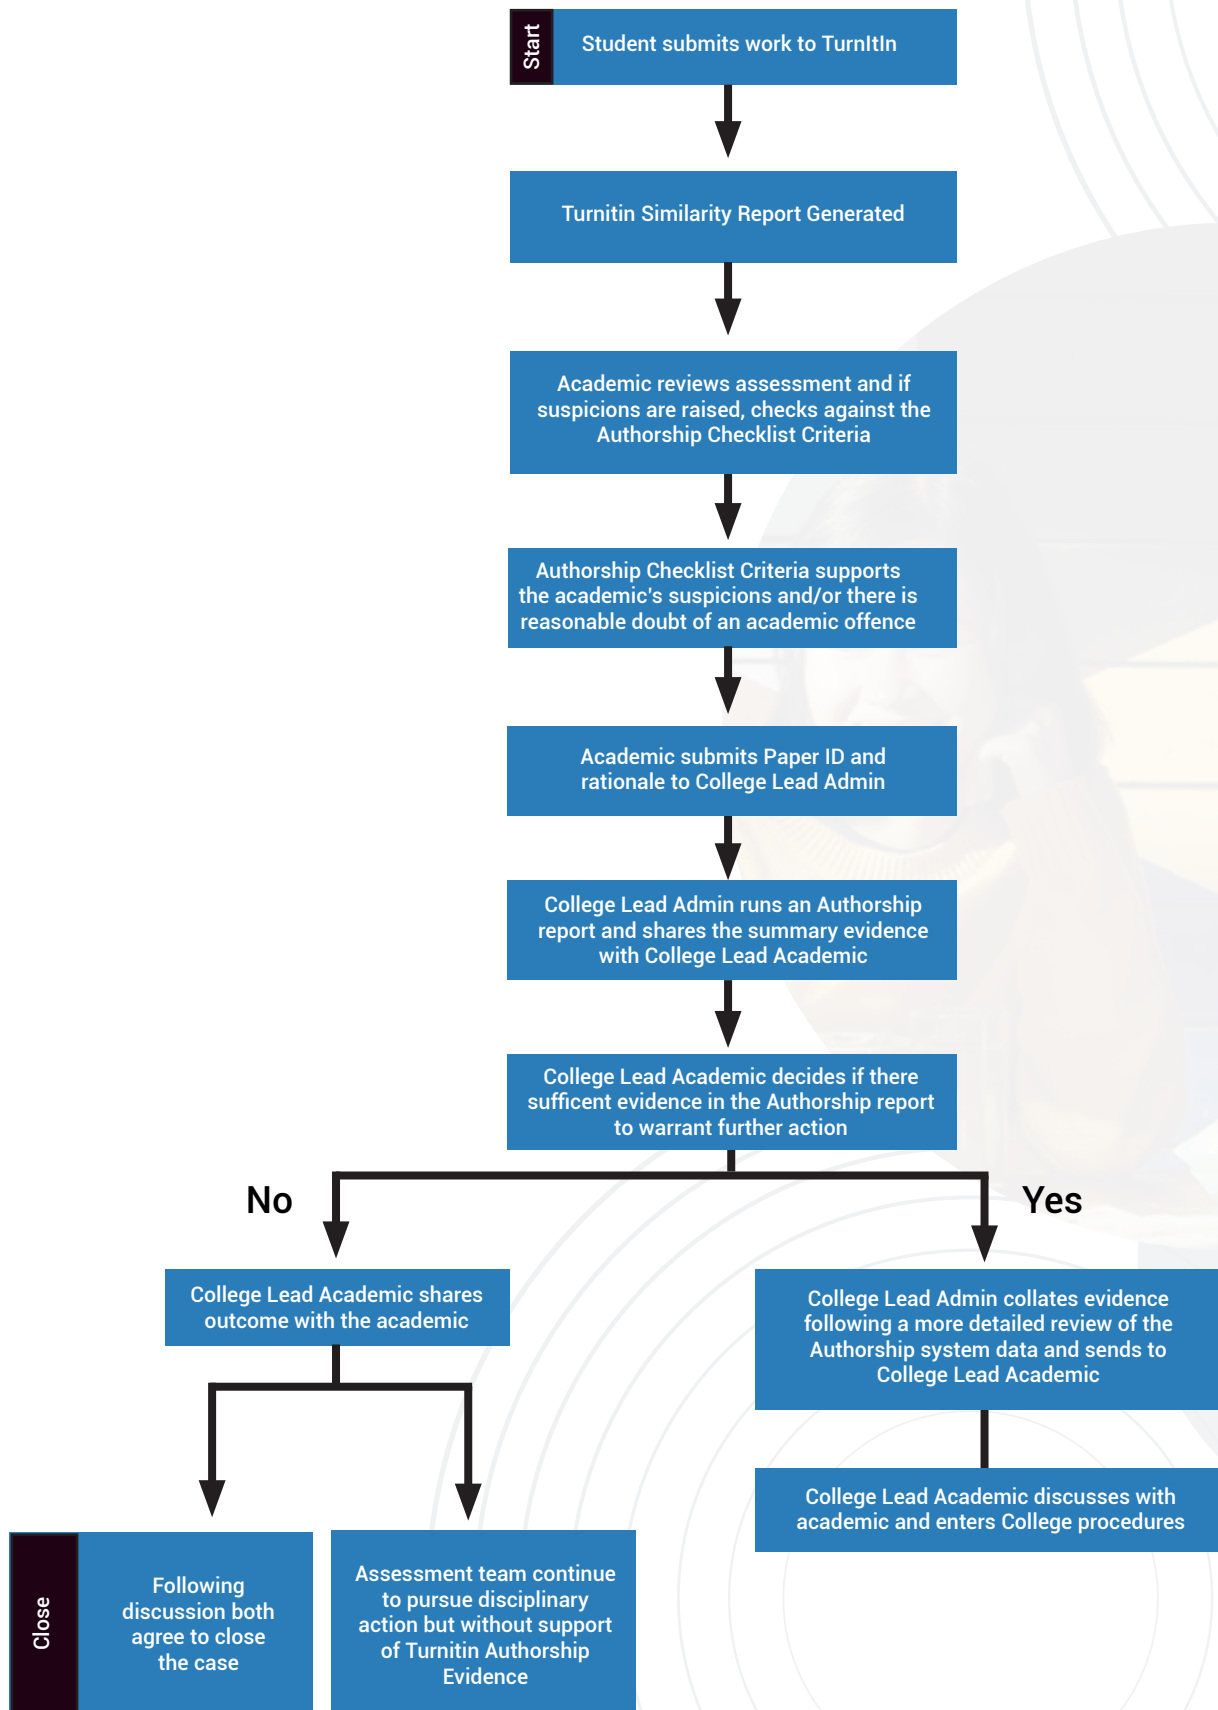 Start
Student submits work to TurnItIn
Turnitin Similarity Report Generated
Academic reviews assessment and if
suspicions are raised, checks against the
Authorship Checklist Criteria
Authorship Checklist Criteria supports
the academic's suspicions and/or there is
reasonable doubt of an academic offence
Academic submits Paper ID and
rationale to College Lead Admin
College Lead Admin runs an Authorship
report and shares the summary evidence
with College Lead Academic
College Lead Academic decides if there
sufficent evidence in the Authorship report
to warrant further action
No
Yes
College Lead Academic shares
outcome with the academic
College Lead Admin collates evidence
following a more detailed review of the
Authorship system data and sends to
College Lead Academic
College Lead Academic discusses with
academic and enters College procedures
Close
Following
discussion both
agree to close
the case
Assessment team continue
to pursue disciplinary
action but without support
of Turnitin Authorship
Evidence